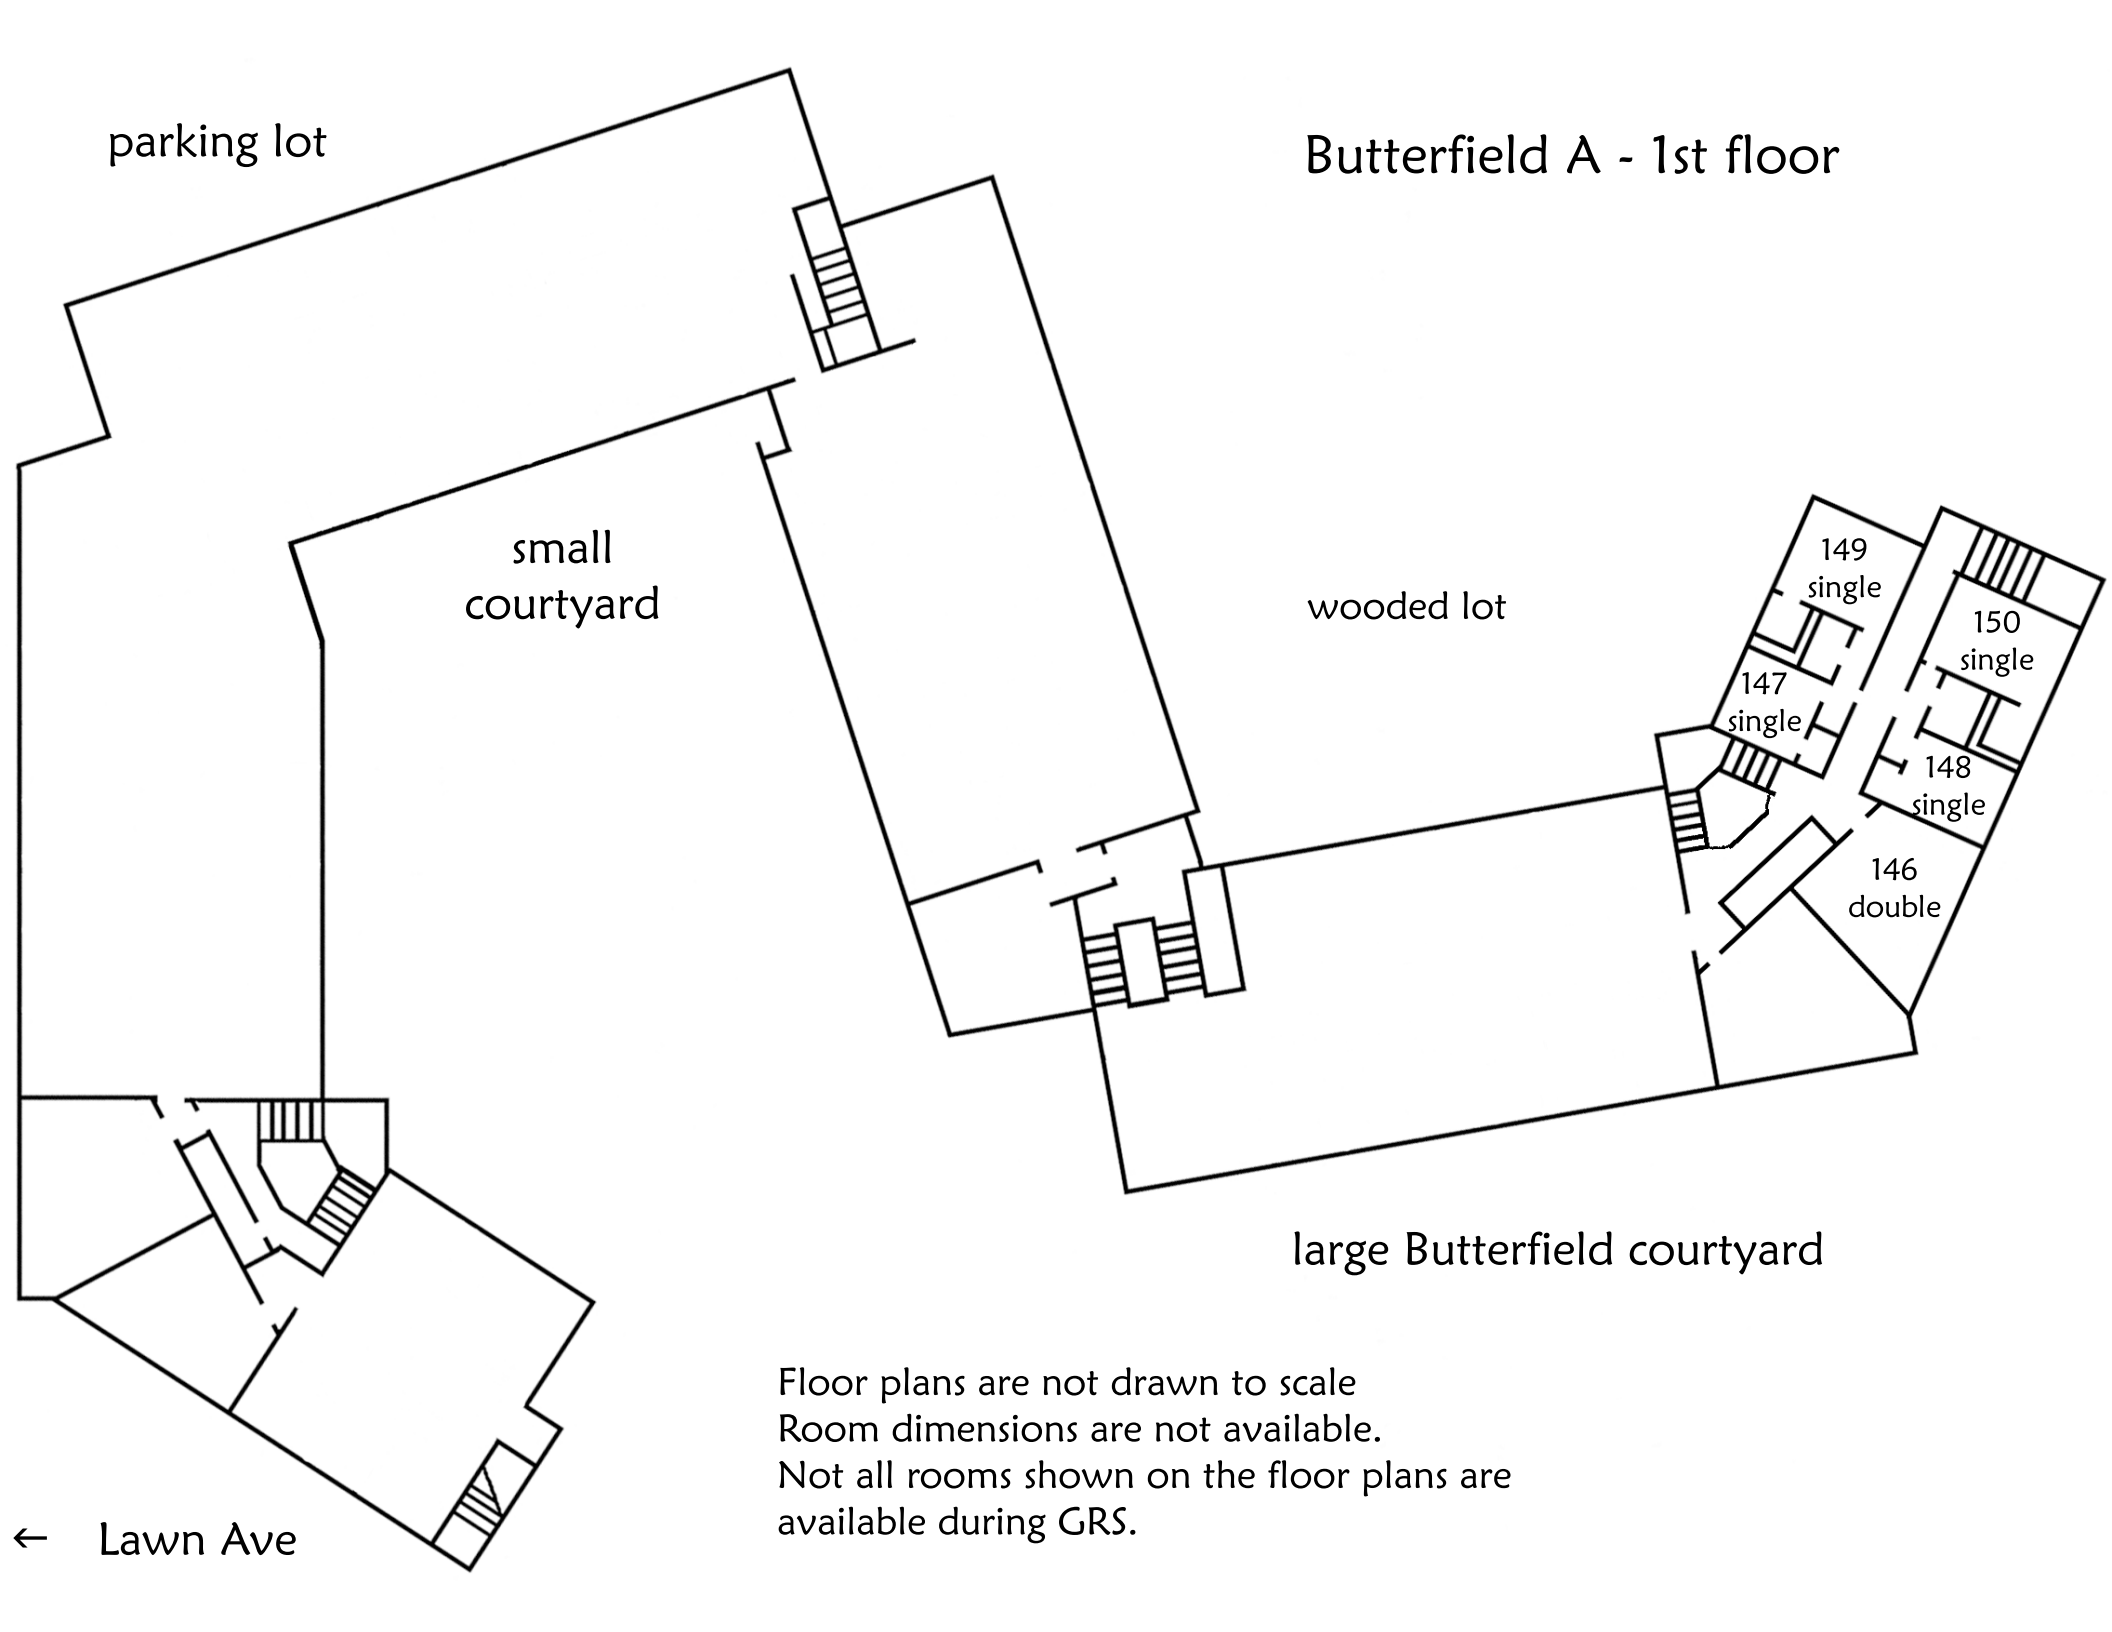 parking lot
Butterfield A - 1st floor
small
courtyard
wooded lot
149
single
150
single
147
single
148
single
146
double
large Butterfield courtyard
Floor plans are not drawn to scale
Room dimensions are not available.
Not all rooms shown on the floor plans are
available during GRS.
← Lawn Ave